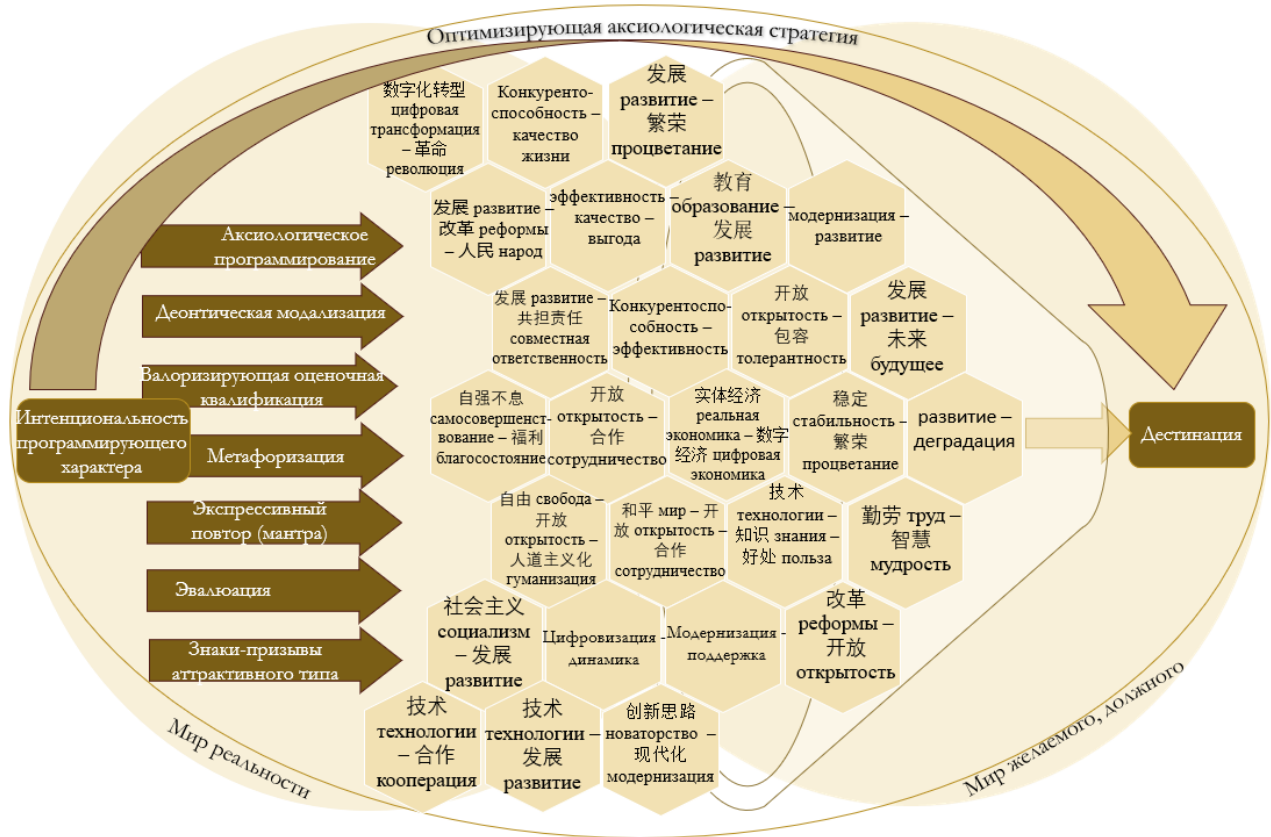 Оптимизирующая аксиологическая стратегия
数字化转型
цифровая
трансформация
– 革命
революция
Конкуренто-
способность –
качество
жизни
发展
развитие –
繁荣
процветание
发展 развитие –
改革 реформы
– 人民 народ
эффективность –
качество –
выгода
教育
образование –
发展
развитие
модернизация –
развитие
发展 развитие –
共担责任
совместная
ответственность
Конкурентоспо-
собность –
эффективность
开放
открытость –
包容
толерантность
发展
развитие –
未来
будущее
自强不息
самосовершенст-
вование – 福利
благосостояние
开放
открытость –
合作
сотрудничество
实体经济
реальная
экономика – 数字
经济 цифровая
экономика
稳定
стабильность –
繁荣
процветание
развитие –
деградация
自由 свобода –
开放
открытость –
人道主义化
гуманизация
和平 мир – 开
放 открытость –
合作
сотрудничество
技术
технологии –
知识 знания –
好处 польза
勤劳 труд –
智慧
мудрость
社会主义
социализм
– 发展
развитие
Цифровизация -
динамика
Модернизация -
поддержка
改革
реформы –
开放
открытость
技术
технологии
– 合作
кооперация
技术
технологии –
发展
развитие
创新思路
новаторство –
现代化
модернизация
Аксиологическое
программирование
Деонтическая модализация
Валоризирующая оценочная
квалификация
Метафоризация
Экспрессивный
повтор (мантра)
Эвалюация
Знаки-призывы
аттрактивного типа
Интенциональность
программирующего
характера
Дестинация
Мир реальности
Мир желаемого, должного